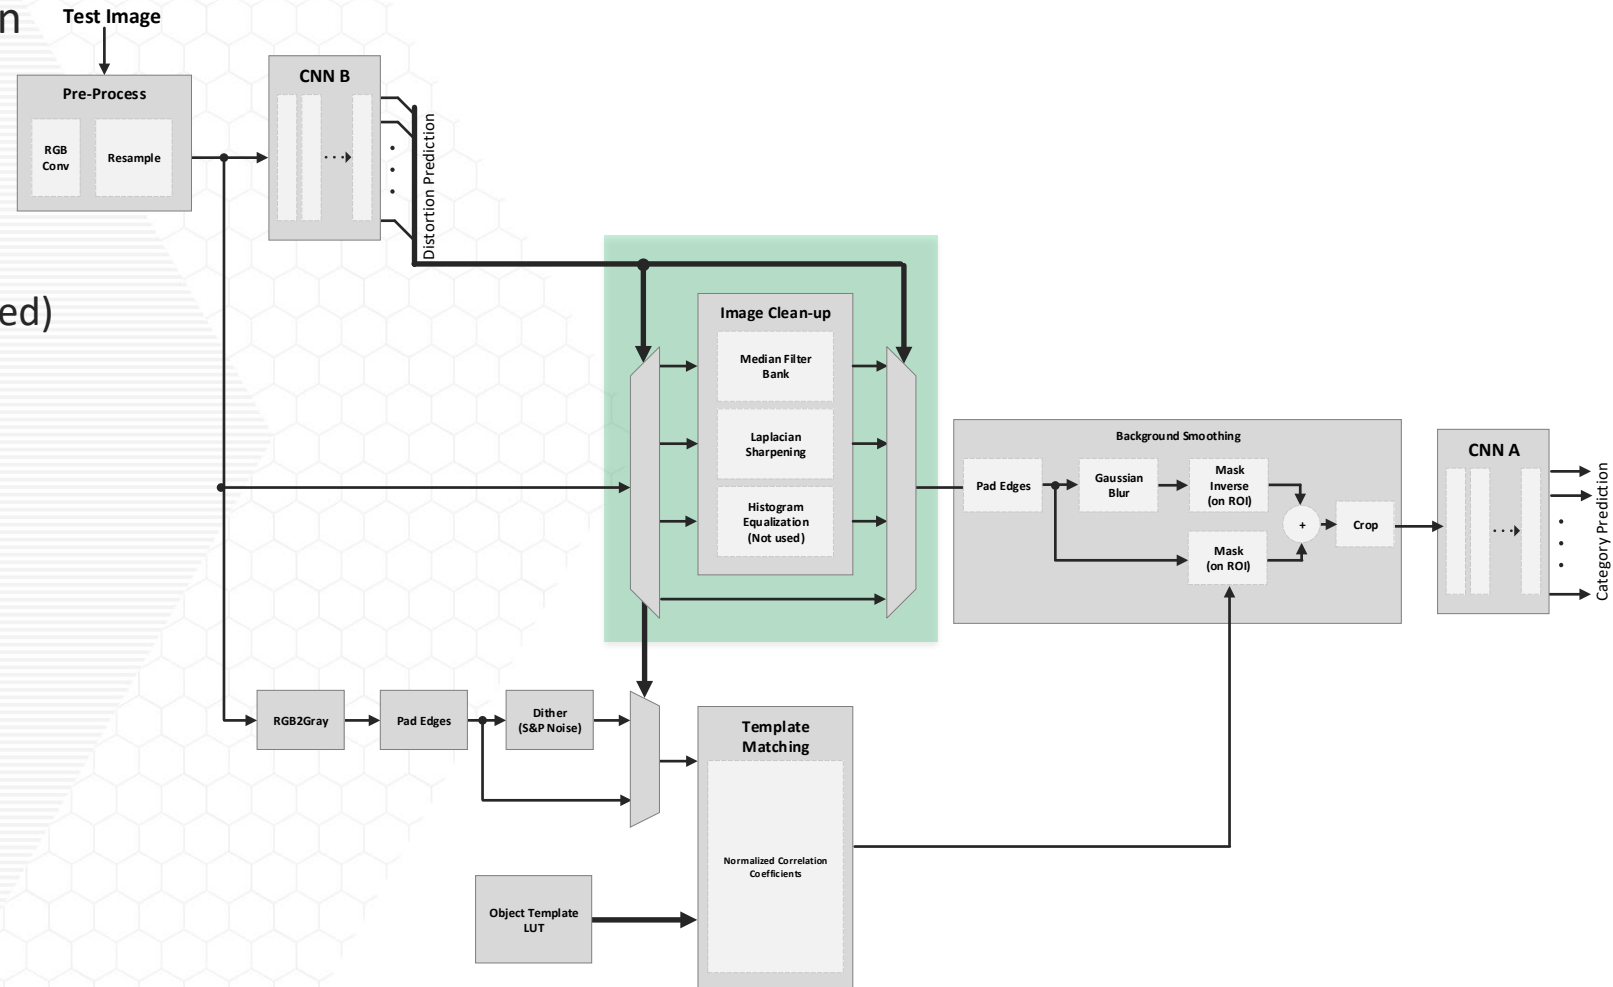 n
Test Image
Pre-Process
RGB
Conv
Resample
CNN B
Distortion Prediction
ed)
Image Clean-up
Median Filter
Bank
Laplacian
Sharpening
Histogram
Equalization
(Not used)
Background Smoothing
Pad Edges
Gaussian
Blur
Mask
Inverse
(on ROI)
Mask
(on ROI)
+
Crop
CNN A
Category Prediction
RGB2Gray
Pad Edges
Dither
(S&P Noise)
Template
Matching
Normalized Correlation
Coefficients
Object Template
LUT